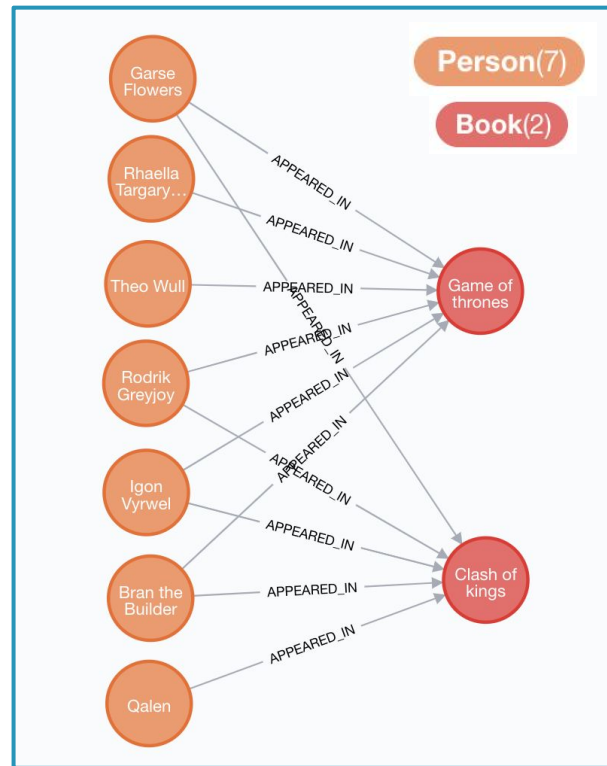 Person(7)
Book(2)
Garse
Flowers
APPEARED_IN
Rhaella
Targary...
APPEARED_IN
Theo Wull
APPEARED_IN
Game of
thrones
APPEARED_IN
APPEARED_IN
Rodrik
Greyjoy
APPEARED_IN
APPEARED_IN
APPEARED_IN
Igon
Vyrwel
APPEARED_IN
Bran the
Builder
APPEARED_IN
Clash of
kings
APPEARED_IN
Qalen